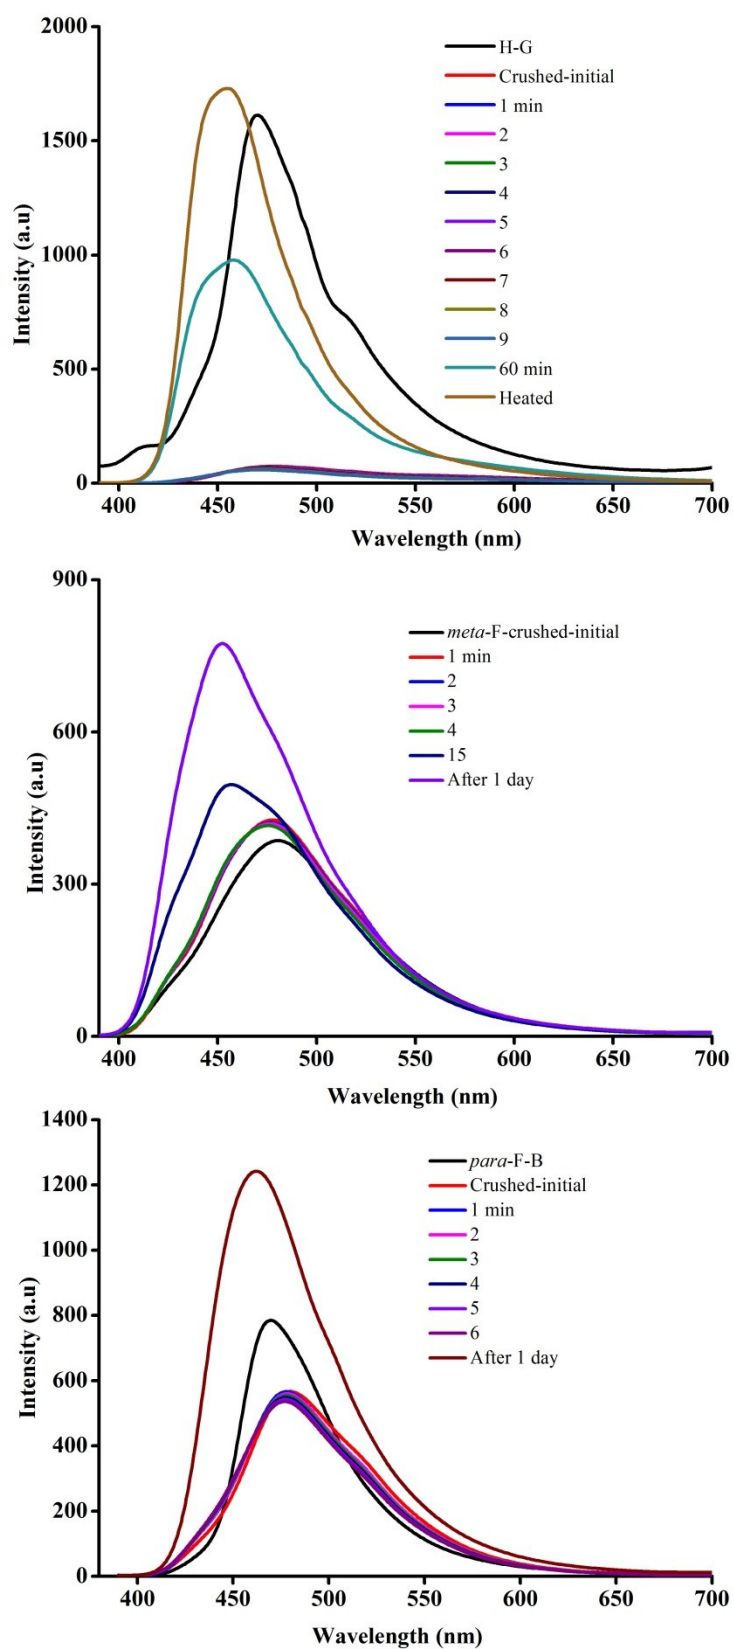 2000
1500
1000
500
0
Intensity (a.u)
H-G
Crushed-initial
1 min
2
3
4
5
6
7
8
9
60 min
Heated
400 450 500 550 600 650 700
Wavelength (nm)
900
600
300
0
Intensity (a.u)
meta-F-crushed-initial
1 min
2
3
4
15
After 1 day
400 450 500 550 600 650 700
Wavelength (nm)
1400
1200
1000
800
600
400
200
0
Intensity (a.u)
para-F-B
Crushed-initial
1 min
2
3
4
5
6
After 1 day
400 450 500 550 600 650 700
Wavelength (nm)